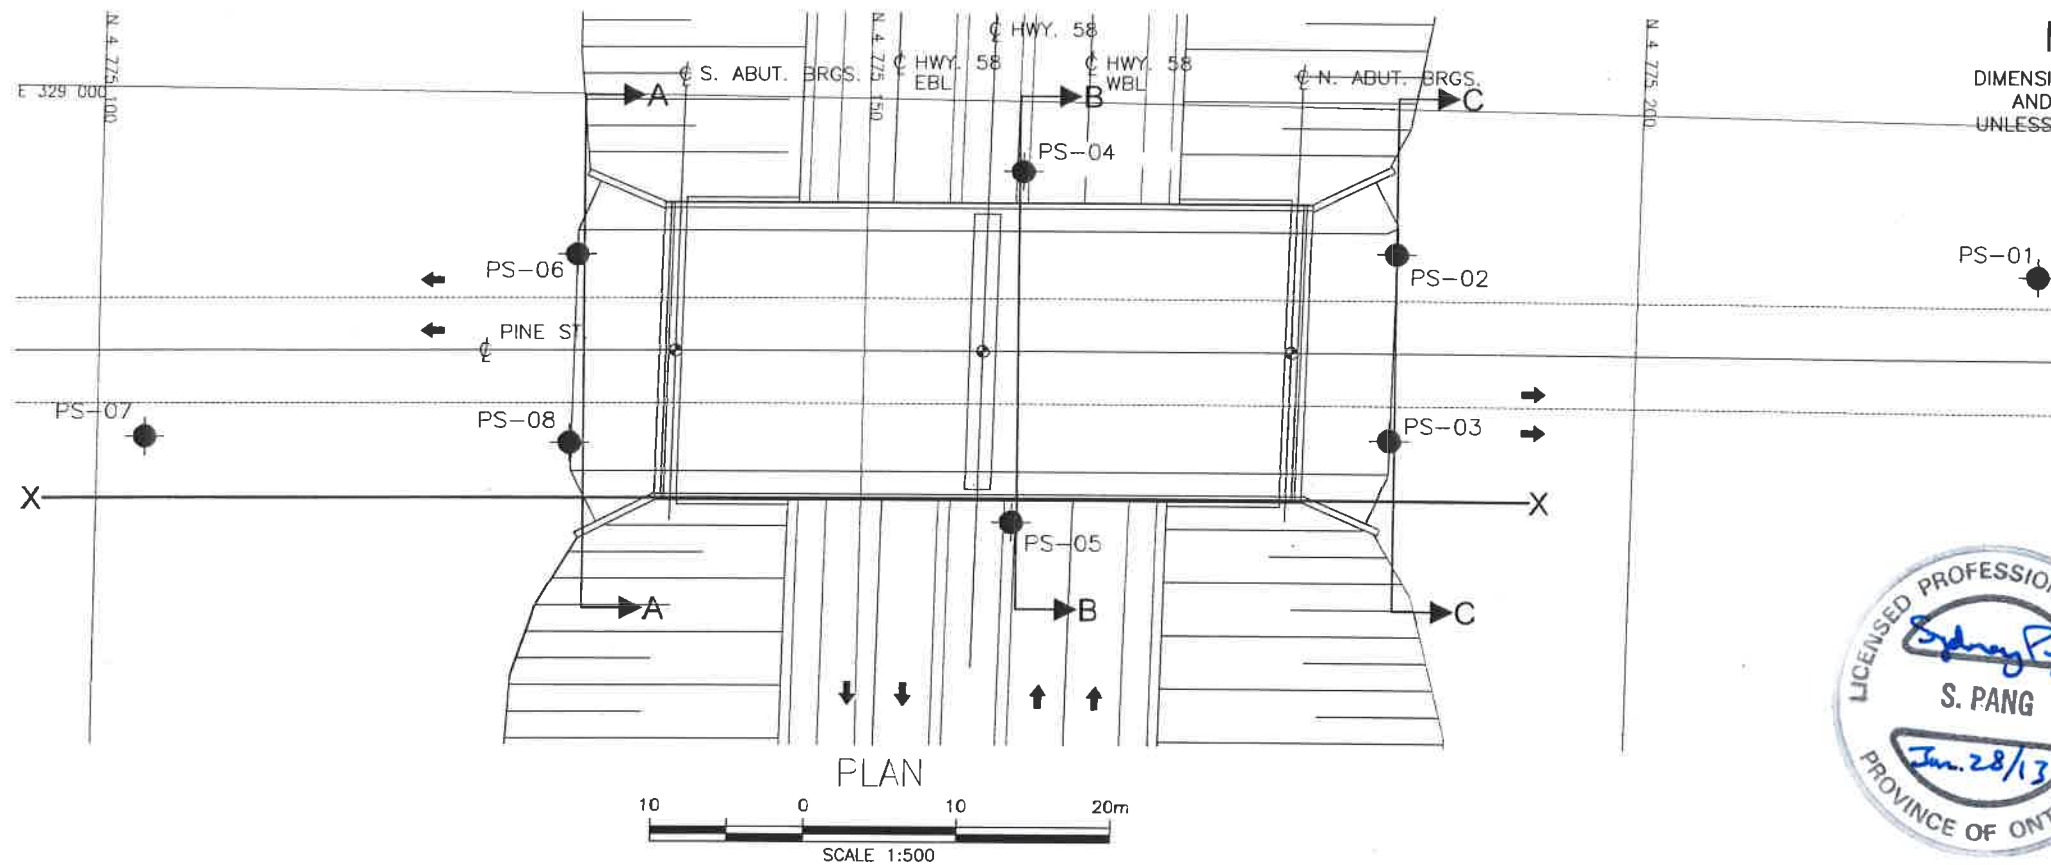 N 4 775 100
N 4 775 150
N 4 775 200
E 329 000
℄ HWY. 58
℄ S. ABUT. BRGS.
℄ HWY. 58
EBL
℄ HWY. 58
WBL
℄ N. ABUT. BRGS.
DIMENSI
AND
UNLESS
A
B
C
PS-04
PS-06
PS-02
PS-01
℄ PINE ST.
PS-07
PS-08
PS-03
X
X
PS-05
A
B
C
PLAN
10 0 10 20m
SCALE 1:500
LICENSED PROFESSION
S. PANG
Jan. 28/13
PROVINCE OF ONT